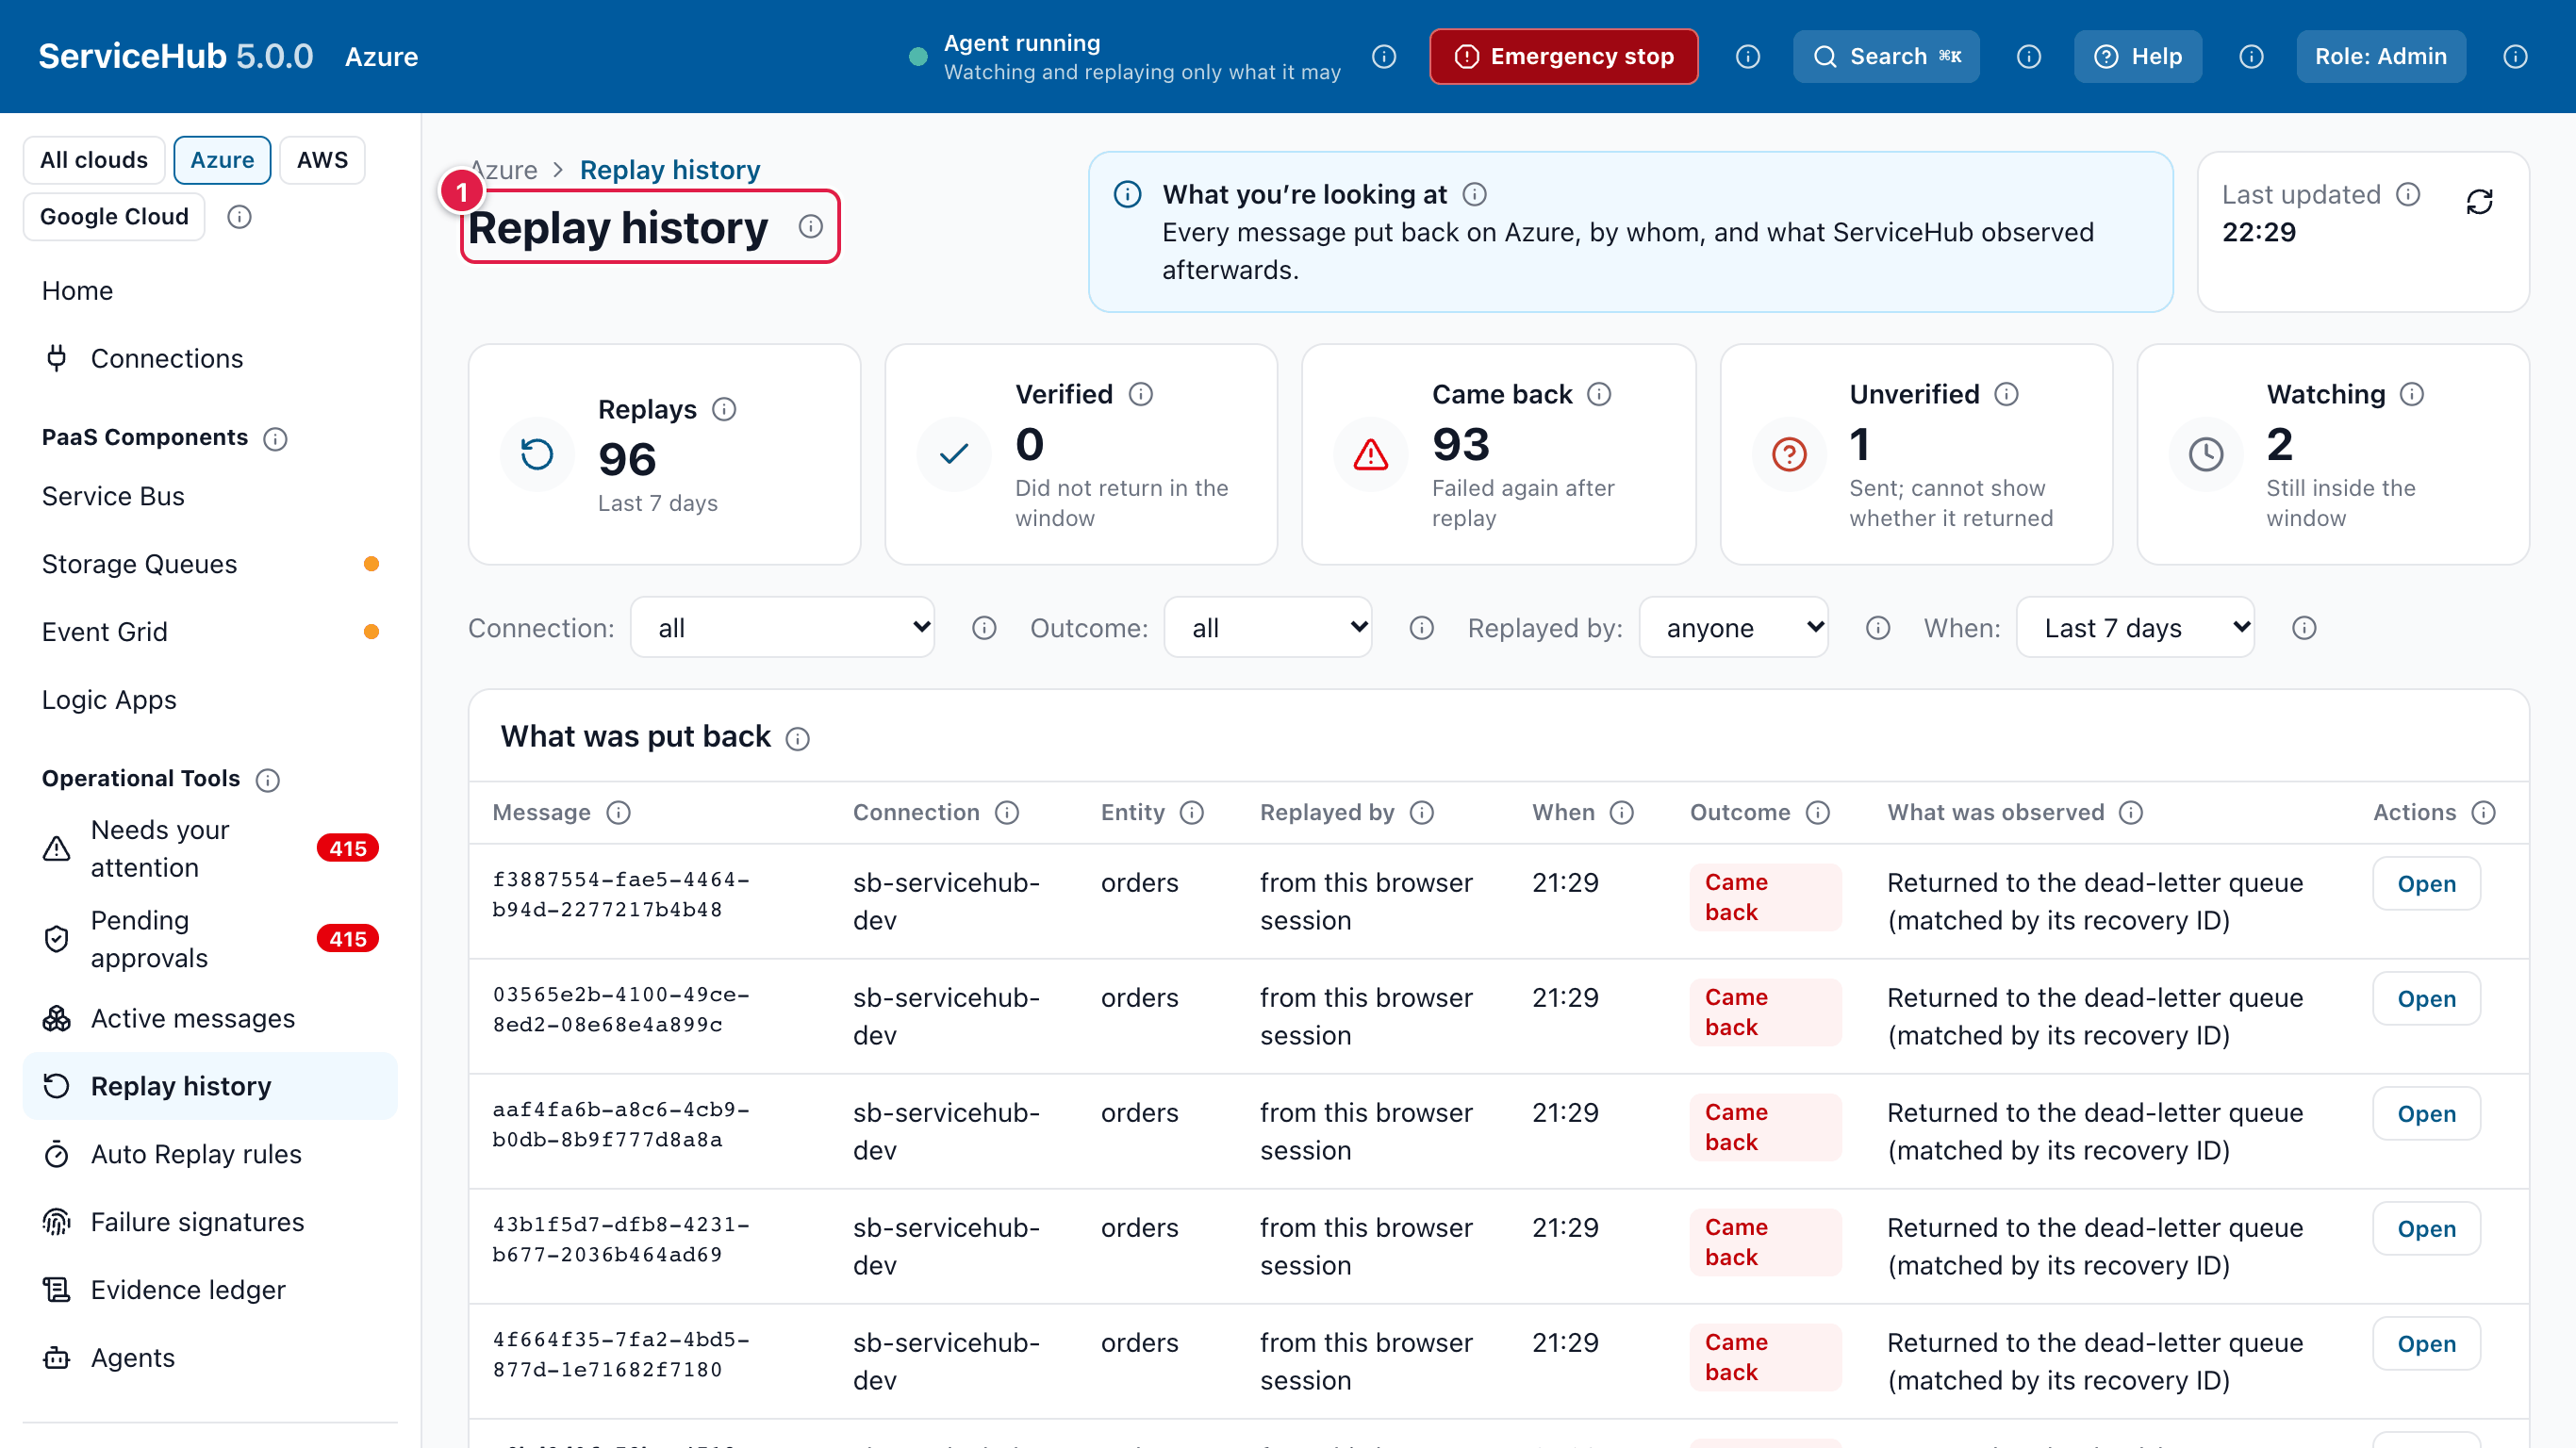 ServiceHub 5.0.0 Azure
Agent running
Watching and replaying only what it may
Emergency stop
Search ⌘K
Help
Role: Admin
All clouds
Azure
AWS
Google Cloud
Home
Connections
PaaS Components
Service Bus
Storage Queues
Event Grid
Logic Apps
Operational Tools
Needs your
attention
415
Pending
approvals
415
Active messages
Replay history
Auto Replay rules
Failure signatures
Evidence ledger
Agents
Azure > Replay history
1
Replay history
What you’re looking at
Every message put back on Azure, by whom, and what ServiceHub observed
afterwards.
Last updated
22:29
Replays
96
Last 7 days
Verified
0
Did not return in the
window
Came back
93
Failed again after
replay
Unverified
1
Sent; cannot show
whether it returned
Watching
2
Still inside the
window
Connection: all Outcome: all Replayed by: anyone When: Last 7 days
What was put back
Message Connection Entity Replayed by When Outcome What was observed Actions
f3887554-fae5-4464- sb-servicehub- orders from this browser 21:29 Came Returned to the dead-letter queue Open
b94d-2277217b4b48 dev session back (matched by its recovery ID)
03565e2b-4100-49ce- sb-servicehub- orders from this browser 21:29 Came Returned to the dead-letter queue Open
8ed2-08e68e4a899c dev session back (matched by its recovery ID)
aaf4fa6b-a8c6-4cb9- sb-servicehub- orders from this browser 21:29 Came Returned to the dead-letter queue Open
b0db-8b9f777d8a8a dev session back (matched by its recovery ID)
43b1f5d7-dfb8-4231- sb-servicehub- orders from this browser 21:29 Came Returned to the dead-letter queue Open
b677-2036b464ad69 dev session back (matched by its recovery ID)
4f664f35-7fa2-4bd5- sb-servicehub- orders from this browser 21:29 Came Returned to the dead-letter queue Open
877d-1e71682f7180 dev session back (matched by its recovery ID)